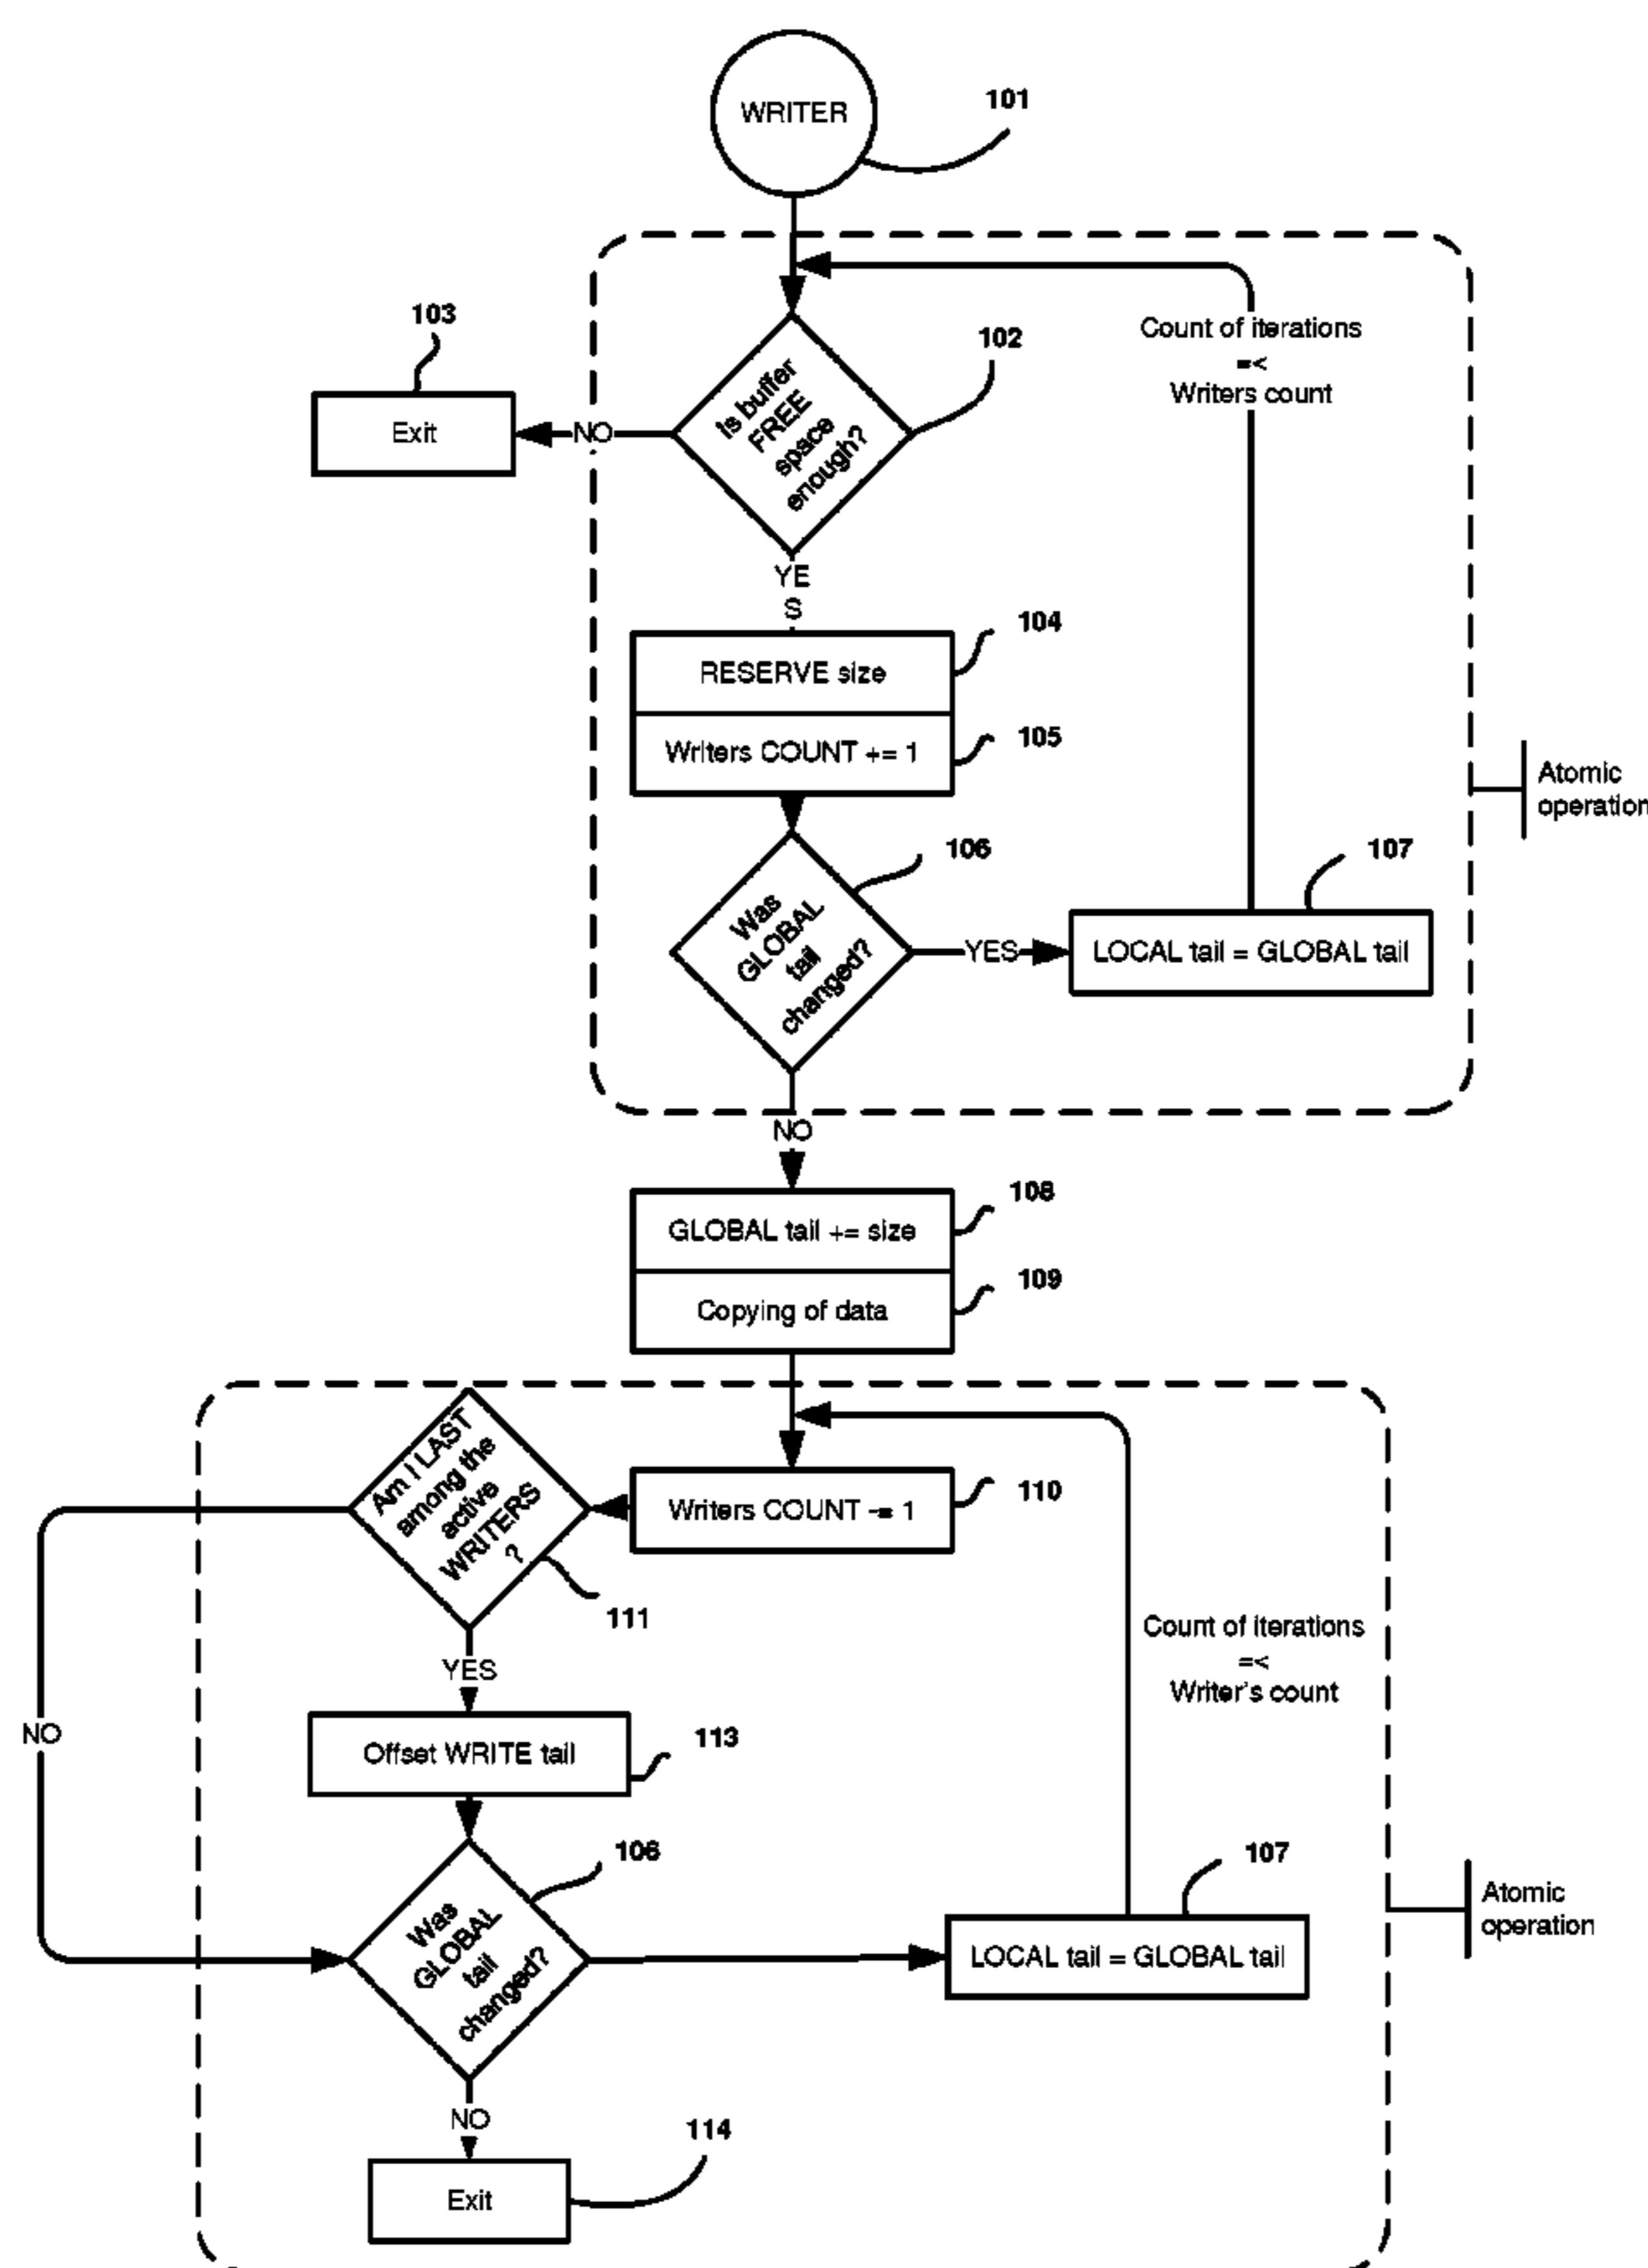 WRITER
101
103
Exit
NO
Is buffer
FREE
space
enough?
102
Count of iterations
=<
Writers count
YE
S
RESERVE size
104
Writers COUNT += 1
105
Atomic
operation
Was
GLOBAL
tail
changed?
106
YES
LOCAL tail = GLOBAL tail
107
NO
GLOBAL tail += size
108
Copying of data
109
Am I LAST
among the
active
WRITERS
?
111
Writers COUNT -= 1
110
Count of iterations
=<
Writer's count
YES
NO
Offset WRITE tail
113
Was
GLOBAL
tail
changed?
106
LOCAL tail = GLOBAL tail
107
Atomic
operation
NO
Exit
114